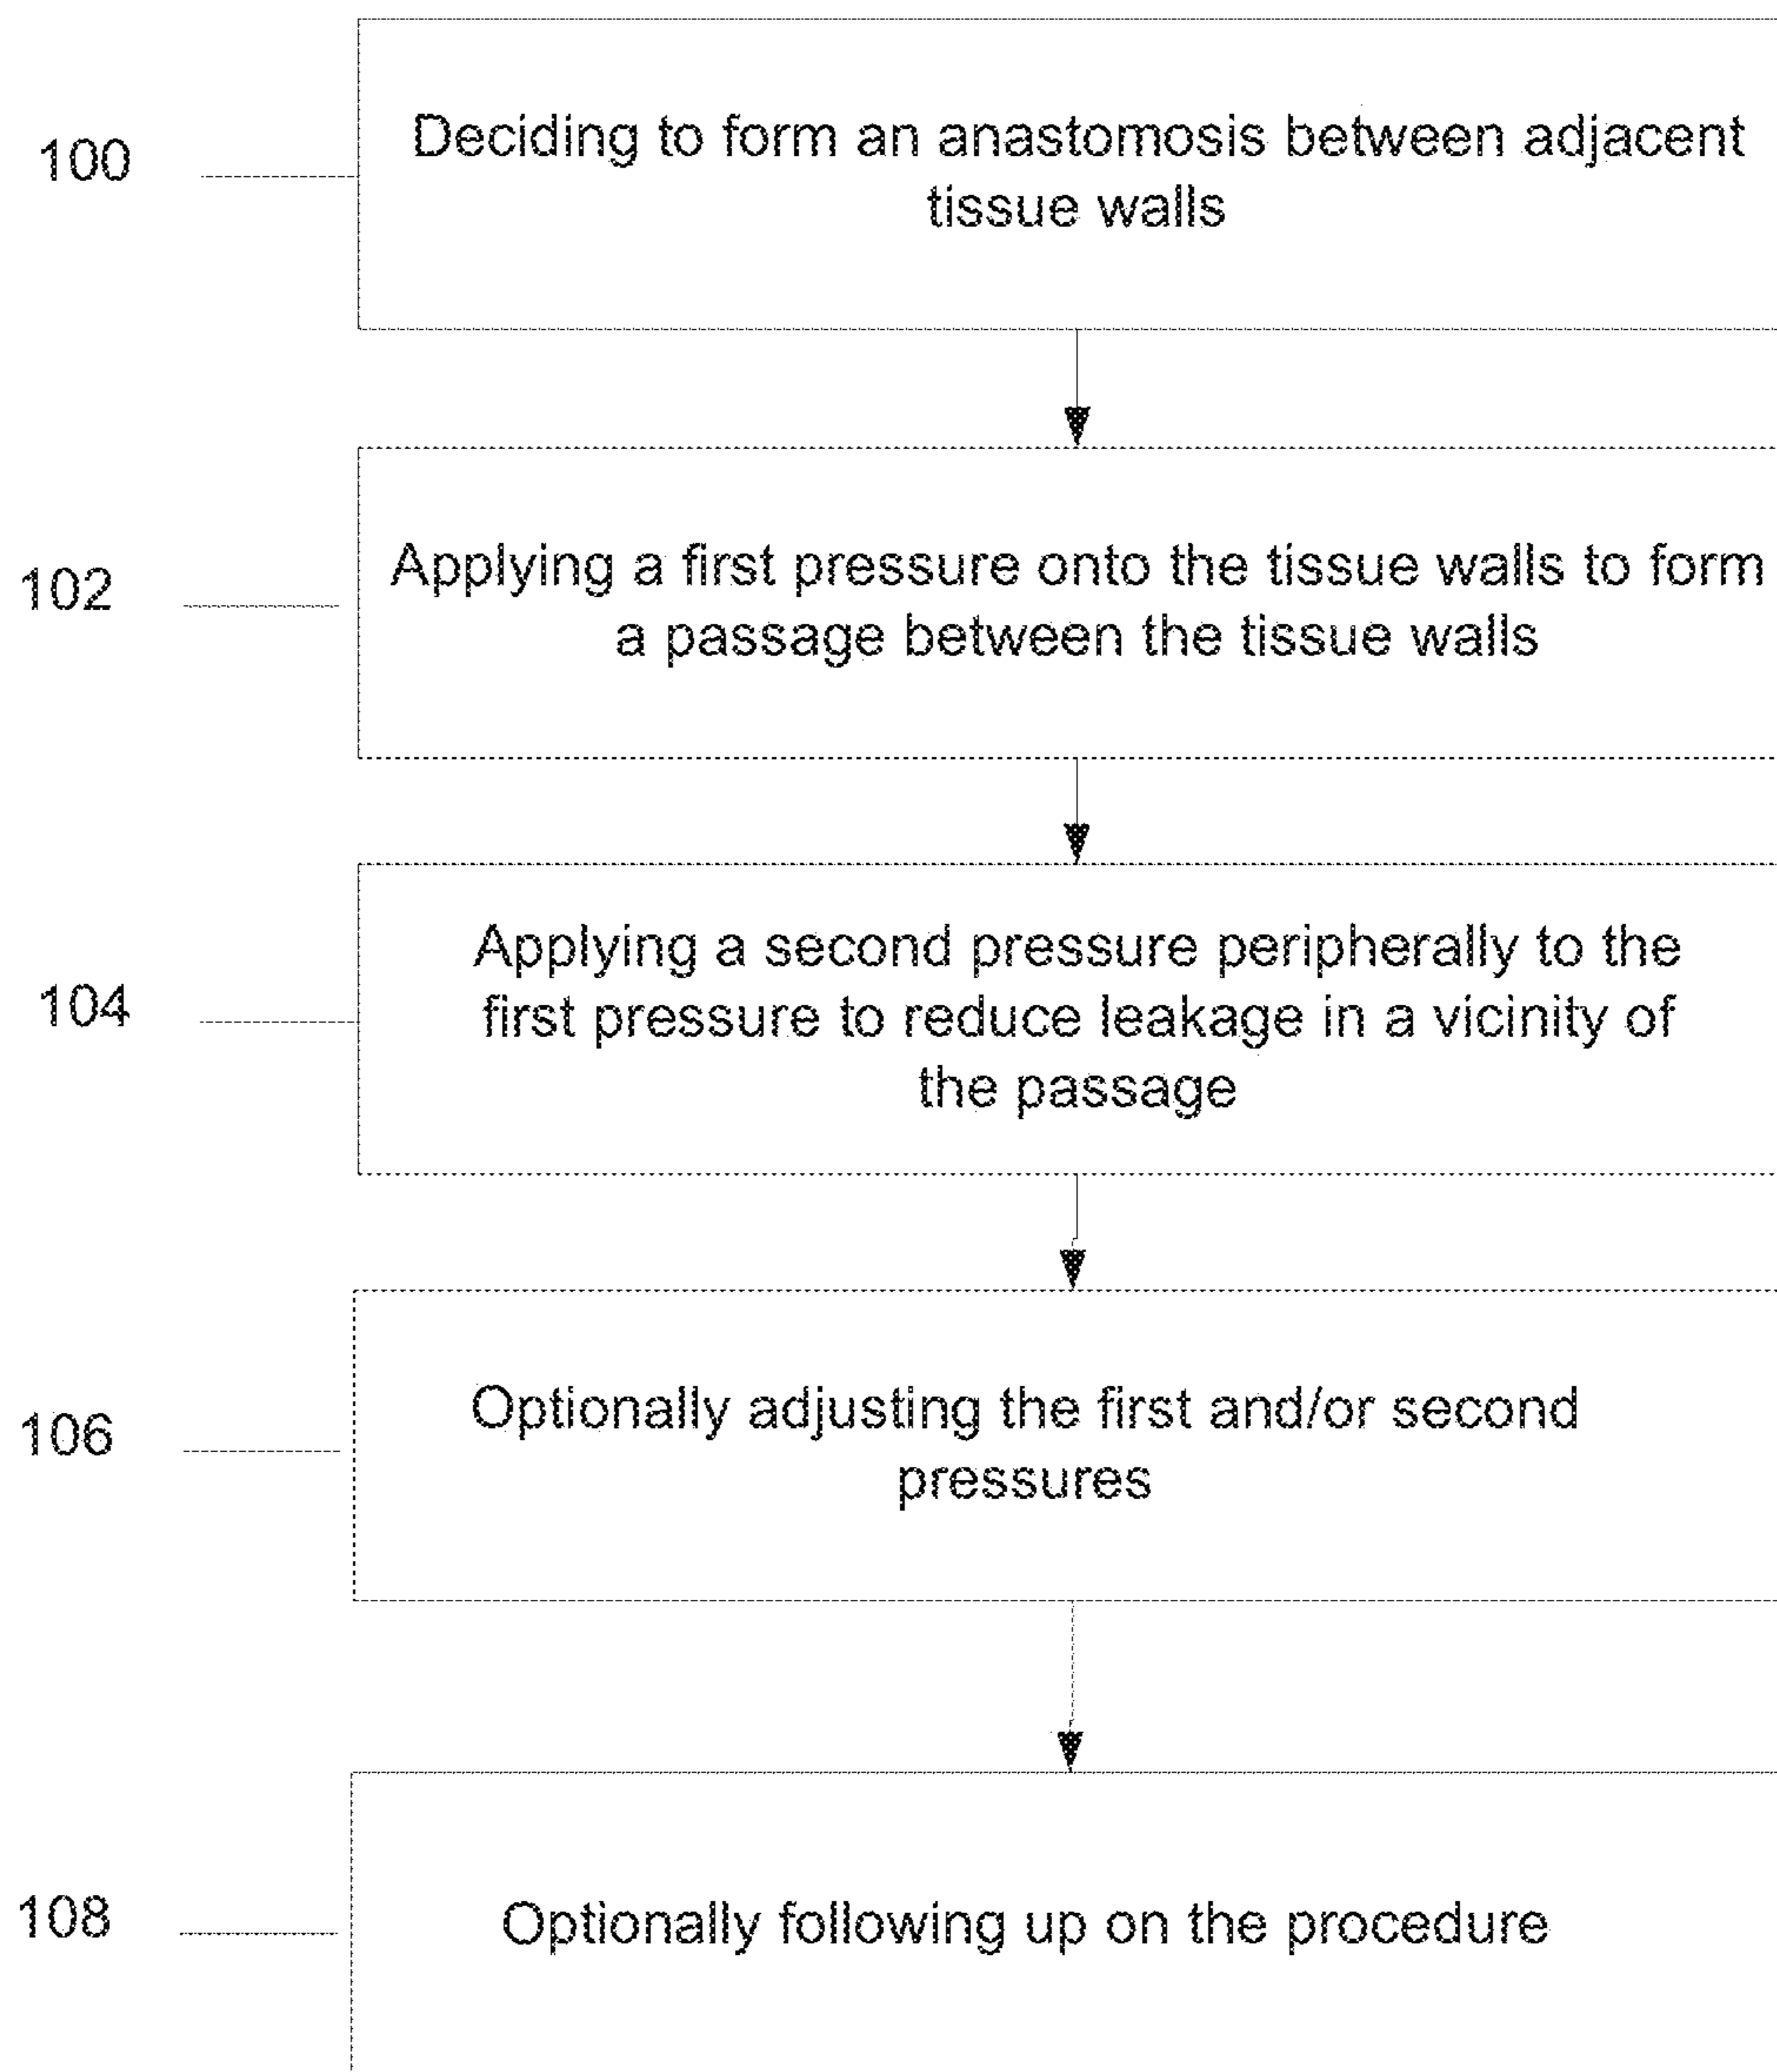 100
Deciding to form an anastomosis between adjacent
tissue walls
102
Applying a first pressure onto the tissue walls to form
a passage between the tissue walls
104
Applying a second pressure peripherally to the
first pressure to reduce leakage in a vicinity of
the passage
106
Optionally adjusting the first and/or second
pressures
108
Optionally following up on the procedure